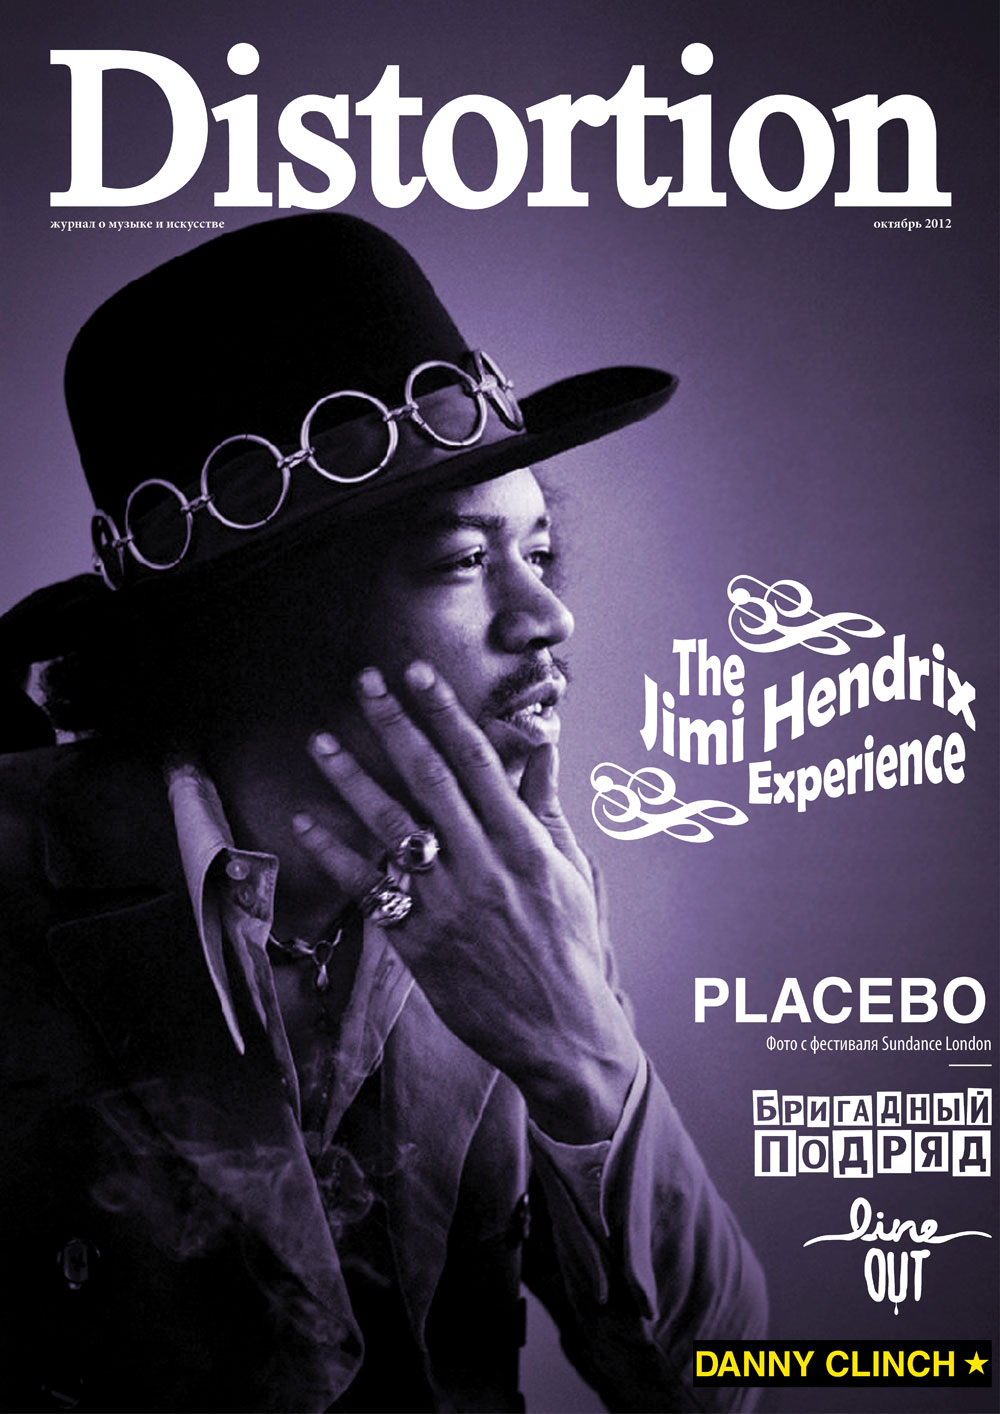 Distortion
журнал о музыке и искусстве
октябрь 2012
The
Jimi Hendrix
Experience
PLACEBO
Фото с фестиваля Sundance London
БРИГАДНЫЙ
ПОДРЯД
line
OUT
DANNY CLINCH ★